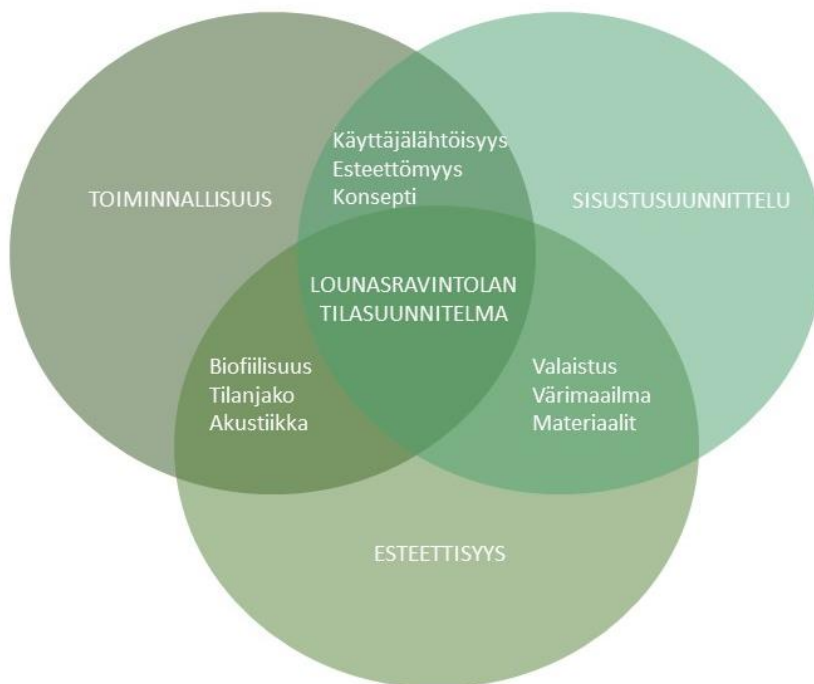 Käyttäjälähtöisyys
Esteettömyys
Konsepti
TOIMINNALLISUUS
SISUSTUSUUNNITTELU
LOUNASRAVINTOLAN
TILASUUNNITELMA
Biofiilisuus
Tilanjako
Akustiikka
Valaistus
Värimaailma
Materiaalit
ESTEETTISYYS